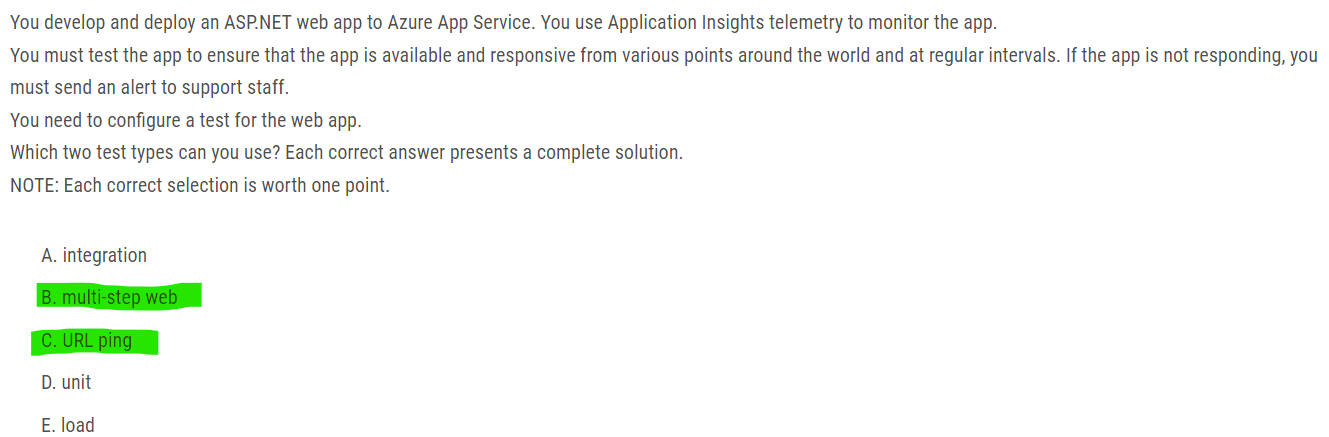 You develop and deploy an ASP.NET web app to Azure App Service. You use Application Insights telemetry to monitor the app.
You must test the app to ensure that the app is available and responsive from various points around the world and at regular intervals. If the app is not responding, you
must send an alert to support staff.
You need to configure a test for the web app.
Which two test types can you use? Each correct answer presents a complete solution.
NOTE: Each correct selection is worth one point.
A. integration
B. multi-step web
C. URL ping
D. unit
E. load